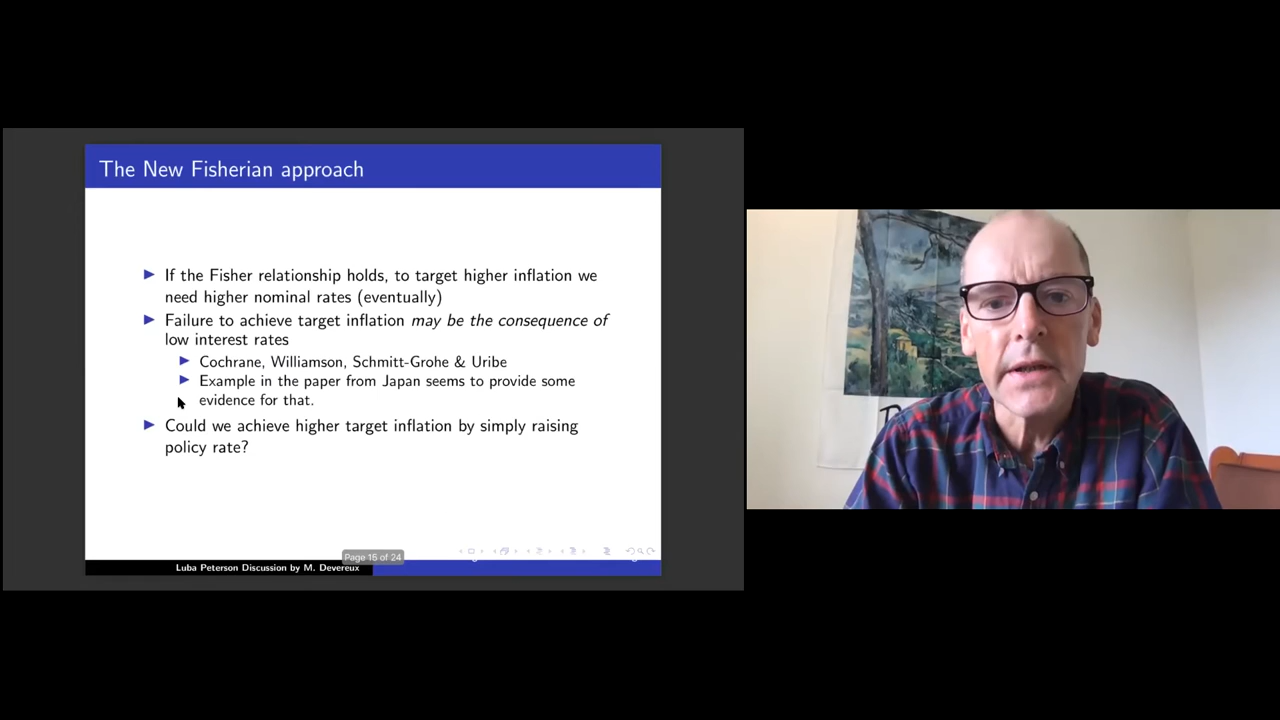 The New Fisherian approach
If the Fisher relationship holds, to target higher inflation we
need higher nominal rates (eventually)
Failure to achieve target inflation may be the consequence of
low interest rates
Cochrane, Williamson, Schmitt-Grohe & Uribe
Example in the paper from Japan seems to provide some
evidence for that.
Could we achieve higher target inflation by simply raising
policy rate?
Page 15 of 24
Luba Peterson Discussion by M. Devereux